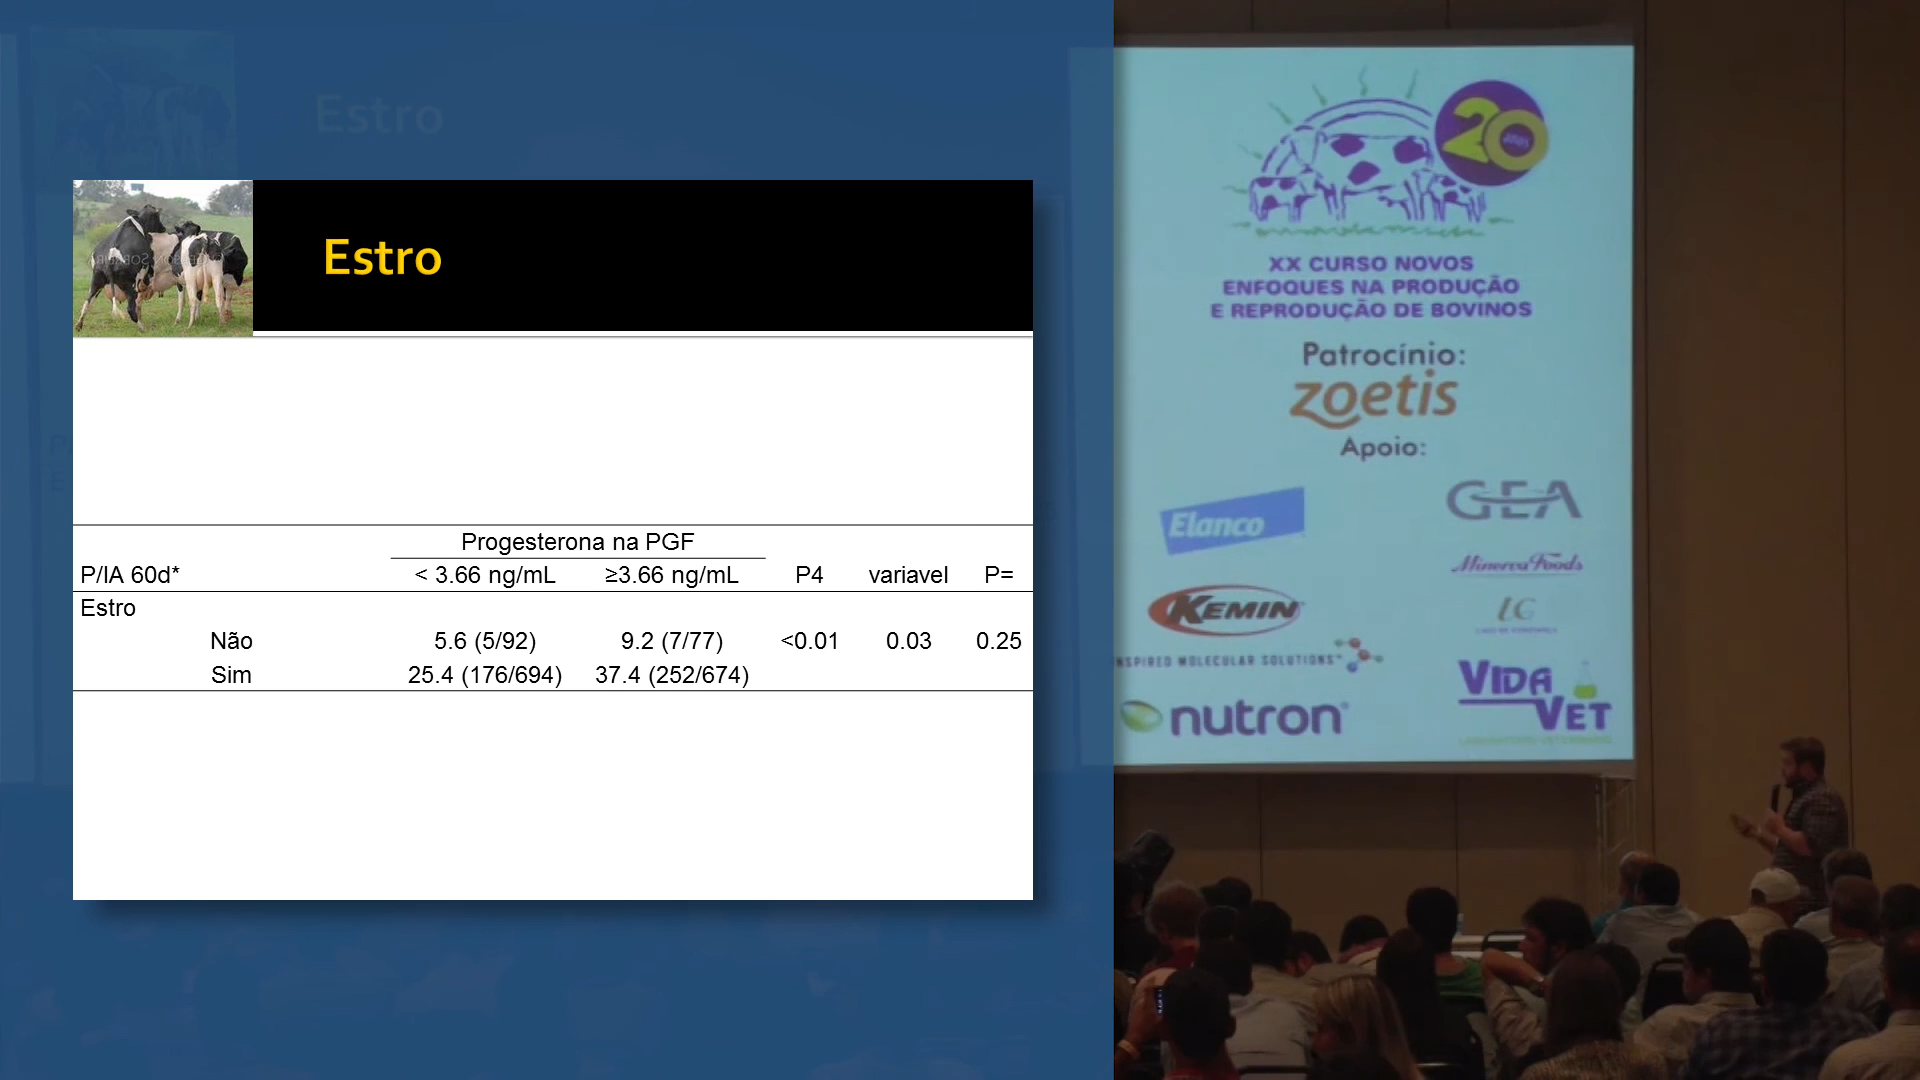 Estro
Progesterona na PGF
P/IA 60d* < 3.66 ng/mL ≥3.66 ng/mL P4 variavel P=
Estro
Não 5.6 (5/92) 9.2 (7/77) <0.01 0.03 0.25
Sim 25.4 (176/694) 37.4 (252/674)
20
anos
XX CURSO NOVOS
ENFOQUES NA PRODUÇÃO
E REPRODUÇÃO DE BOVINOS
Patrocínio:
zoetis
Apoio:
Elanco
GEA
Minerva Foods
KEMIN
NSPIRED MOLECULAR SOLUTIONS™
nutron
VIDA
VET